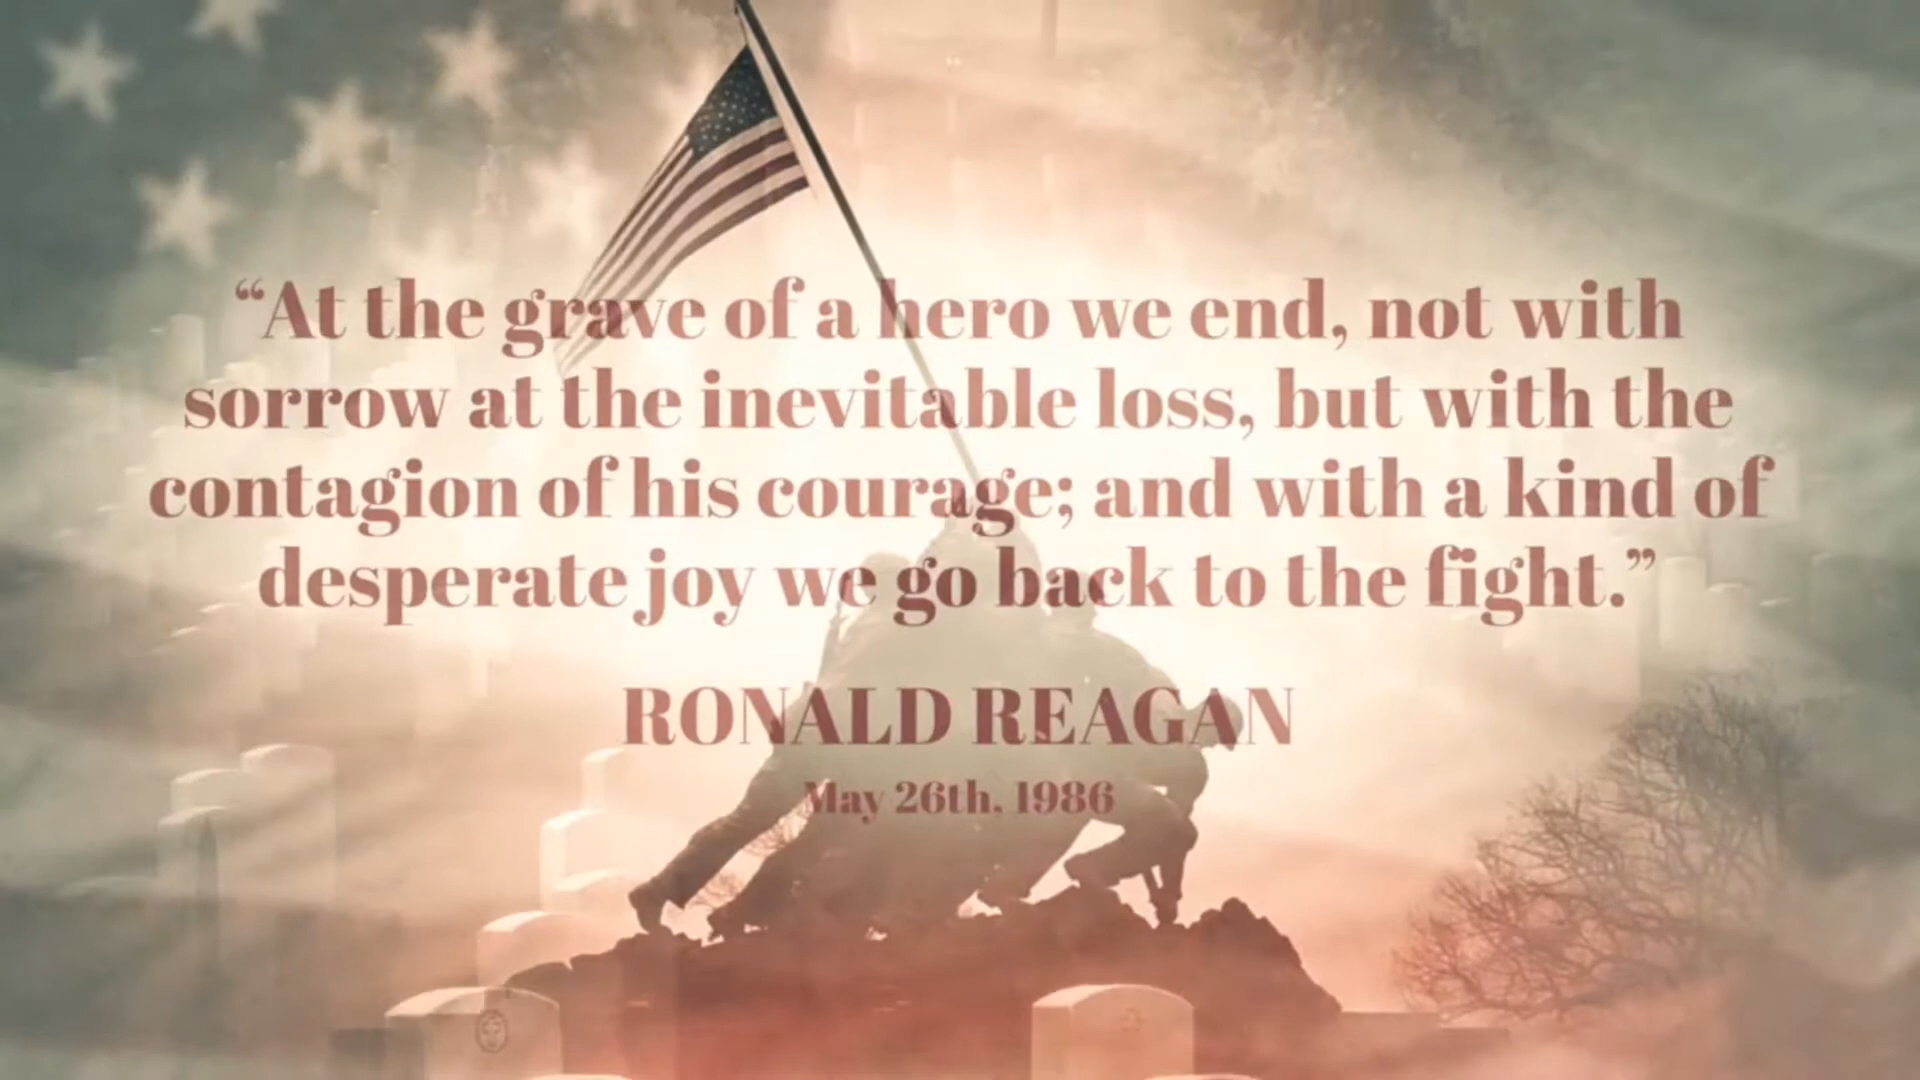 “At the grave of a hero we end, not with
sorrow at the inevitable loss, but with the
contagion of his courage; and with a kind of
desperate joy we go back to the fight.”
RONALD REAGAN
May 26th, 1986